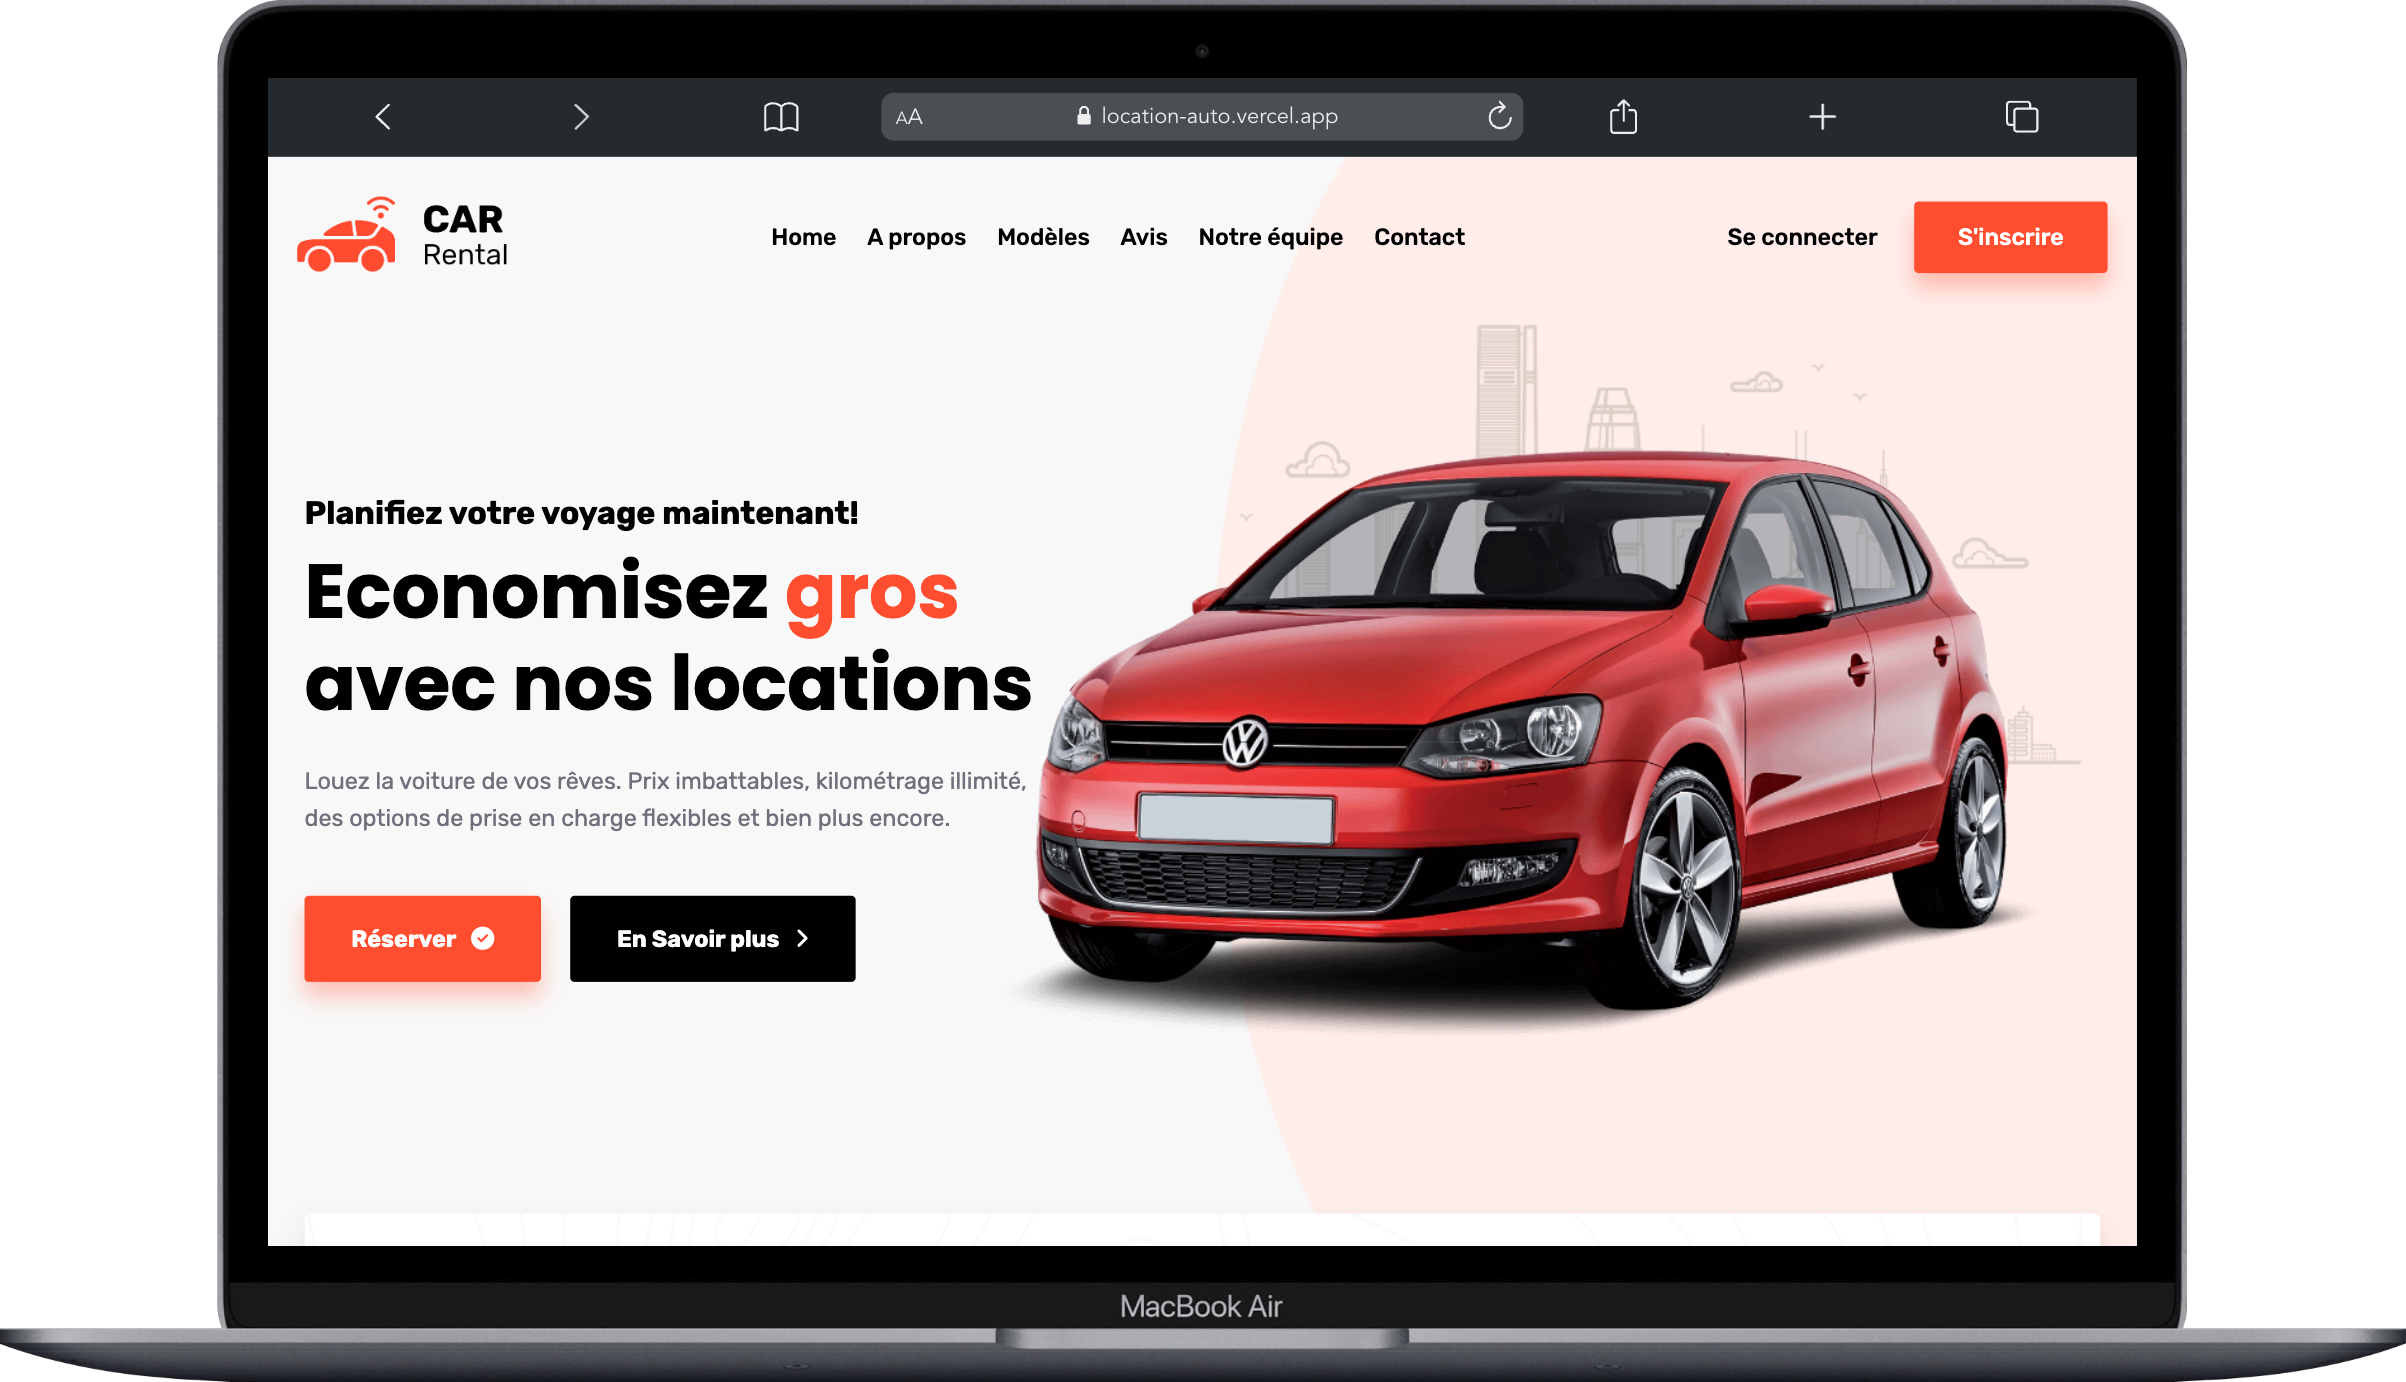 AA
location-auto.vercel.app
CAR
Rental
Home
A propos
Modèles
Avis
Notre équipe
Contact
Se connecter
S'inscrire
Planifiez votre voyage maintenant!
Economisez gros
avec nos locations
Louez la voiture de vos rêves. Prix imbattables, kilométrage illimité,
des options de prise en charge flexibles et bien plus encore.
Réserver
En Savoir plus
MacBook Air